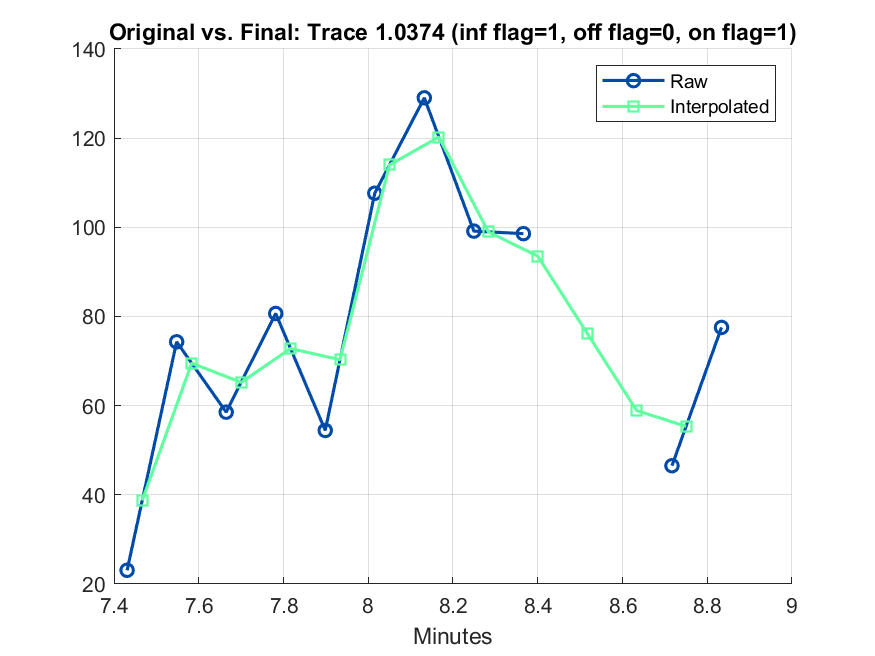 Original vs. Final: Trace 1.0374 (inf flag=1, off flag=0, on flag=1)
140
120
100
80
60
40
20
Raw
Interpolated
7.4 7.6 7.8 8 8.2 8.4 8.6 8.8 9
Minutes